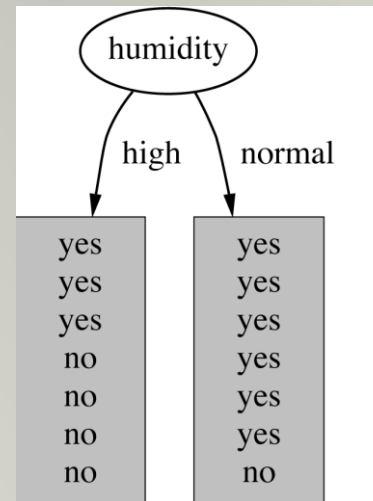 humidity
high normal
yes yes
yes yes
yes yes
no yes
no yes
no yes
no no